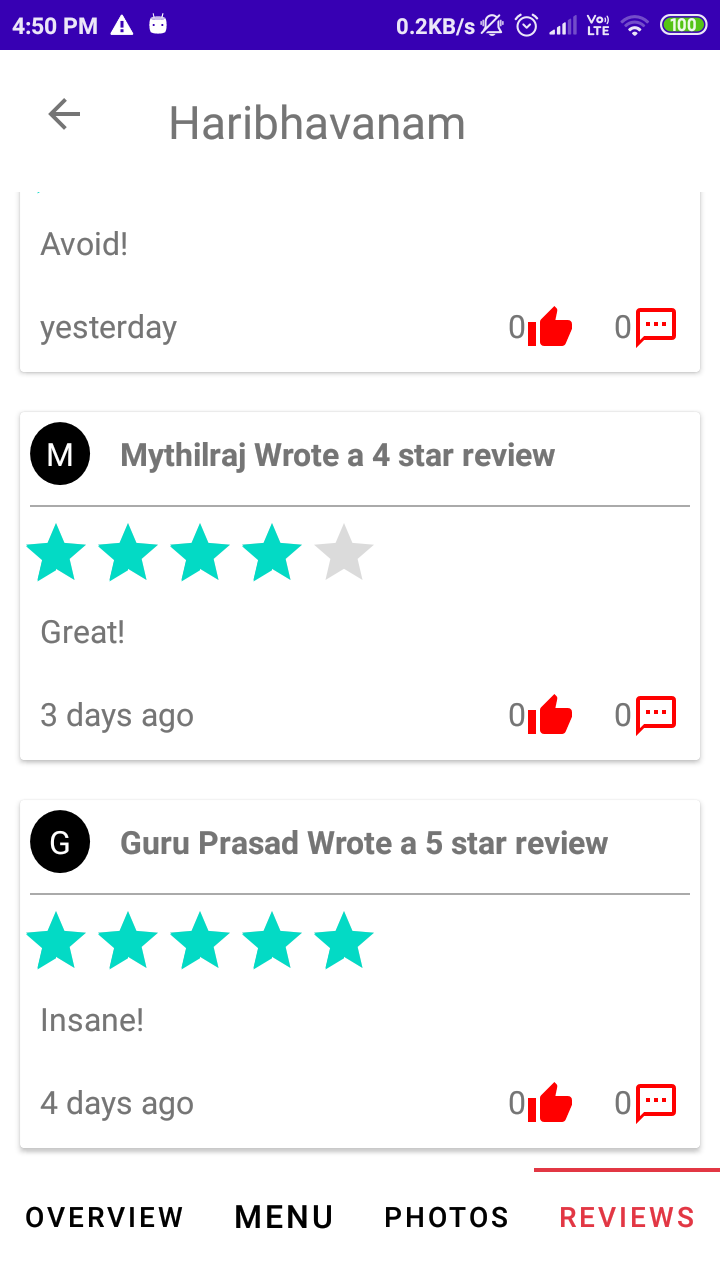 4:50 PM 0.2KB/s Vo) LTE 100
Haribhavanam
Avoid!
yesterday 0 0
M Mythilraj Wrote a 4 star review
Great!
3 days ago 0 0
G Guru Prasad Wrote a 5 star review
Insane!
4 days ago 0 0
OVERVIEW MENU PHOTOS REVIEWS